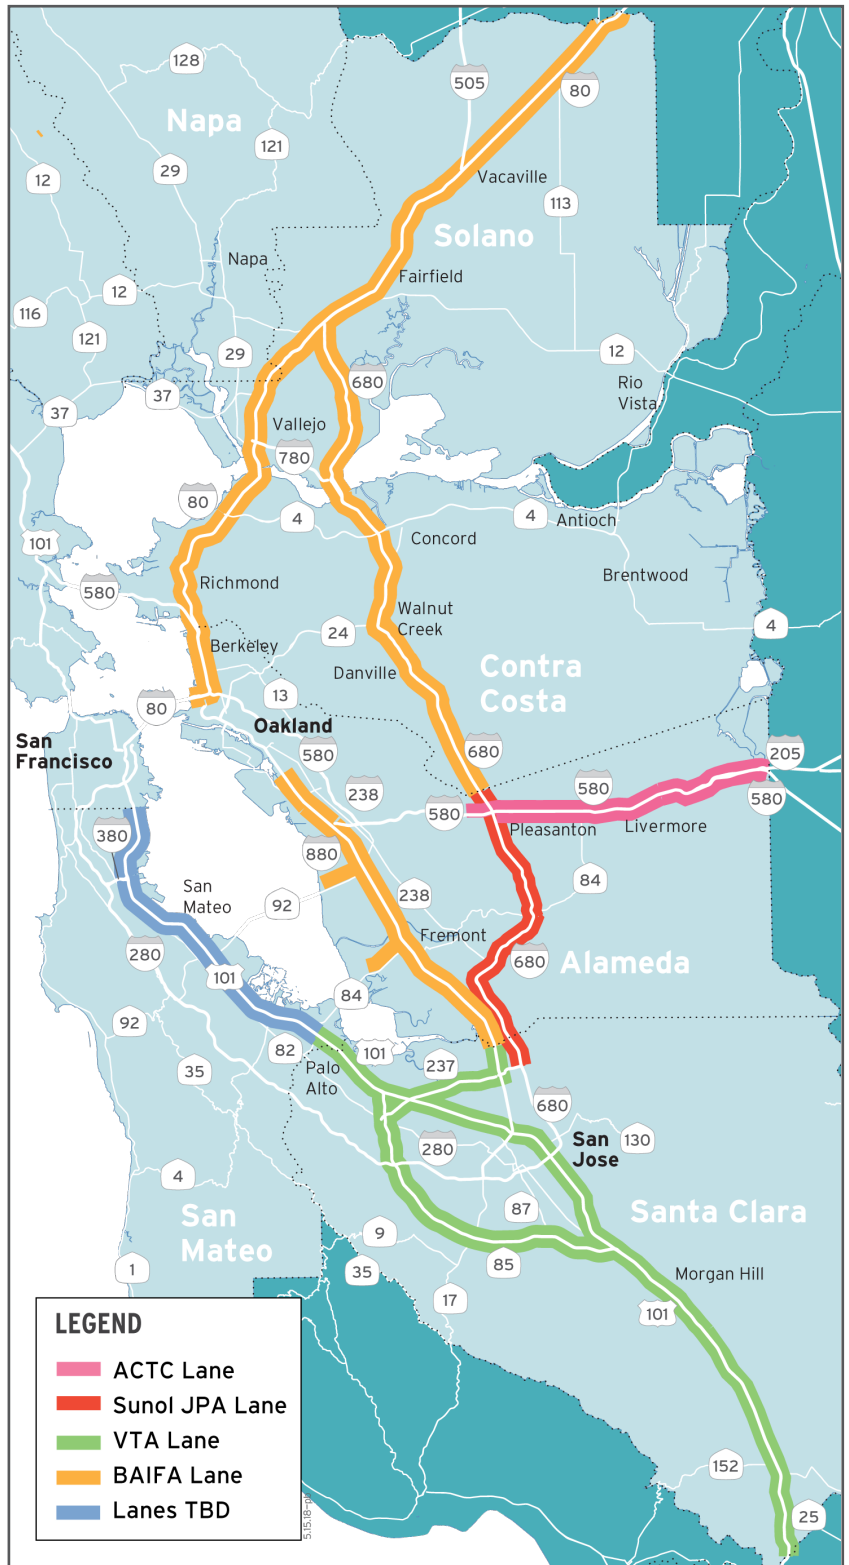 128
505
80
Napa
121
29
12
Vacaville
113
Solano
Napa
Fairfield
12
116
121
29
12
680
Rio
Vista
37
37
Vallejo
780
80
4
4
Antioch
101
Concord
Richmond
Brentwood
580
Walnut
Creek
24
4
Berkeley
Danville
Contra
Costa
13
80
Oakland
San
Francisco
580
680
205
238
580
580
580
Pleasanton
Livermore
380
880
84
San
Mateo
238
92
Fremont
280
680
Alameda
101
84
92
82
101
237
Palo
Alto
35
680
San
Jose
130
280
4
87
Santa Clara
San
Mateo
9
85
1
35
Morgan Hill
17
101
LEGEND
ACTC Lane
Sunol JPA Lane
VTA Lane
BAIFA Lane
Lanes TBD
152
25